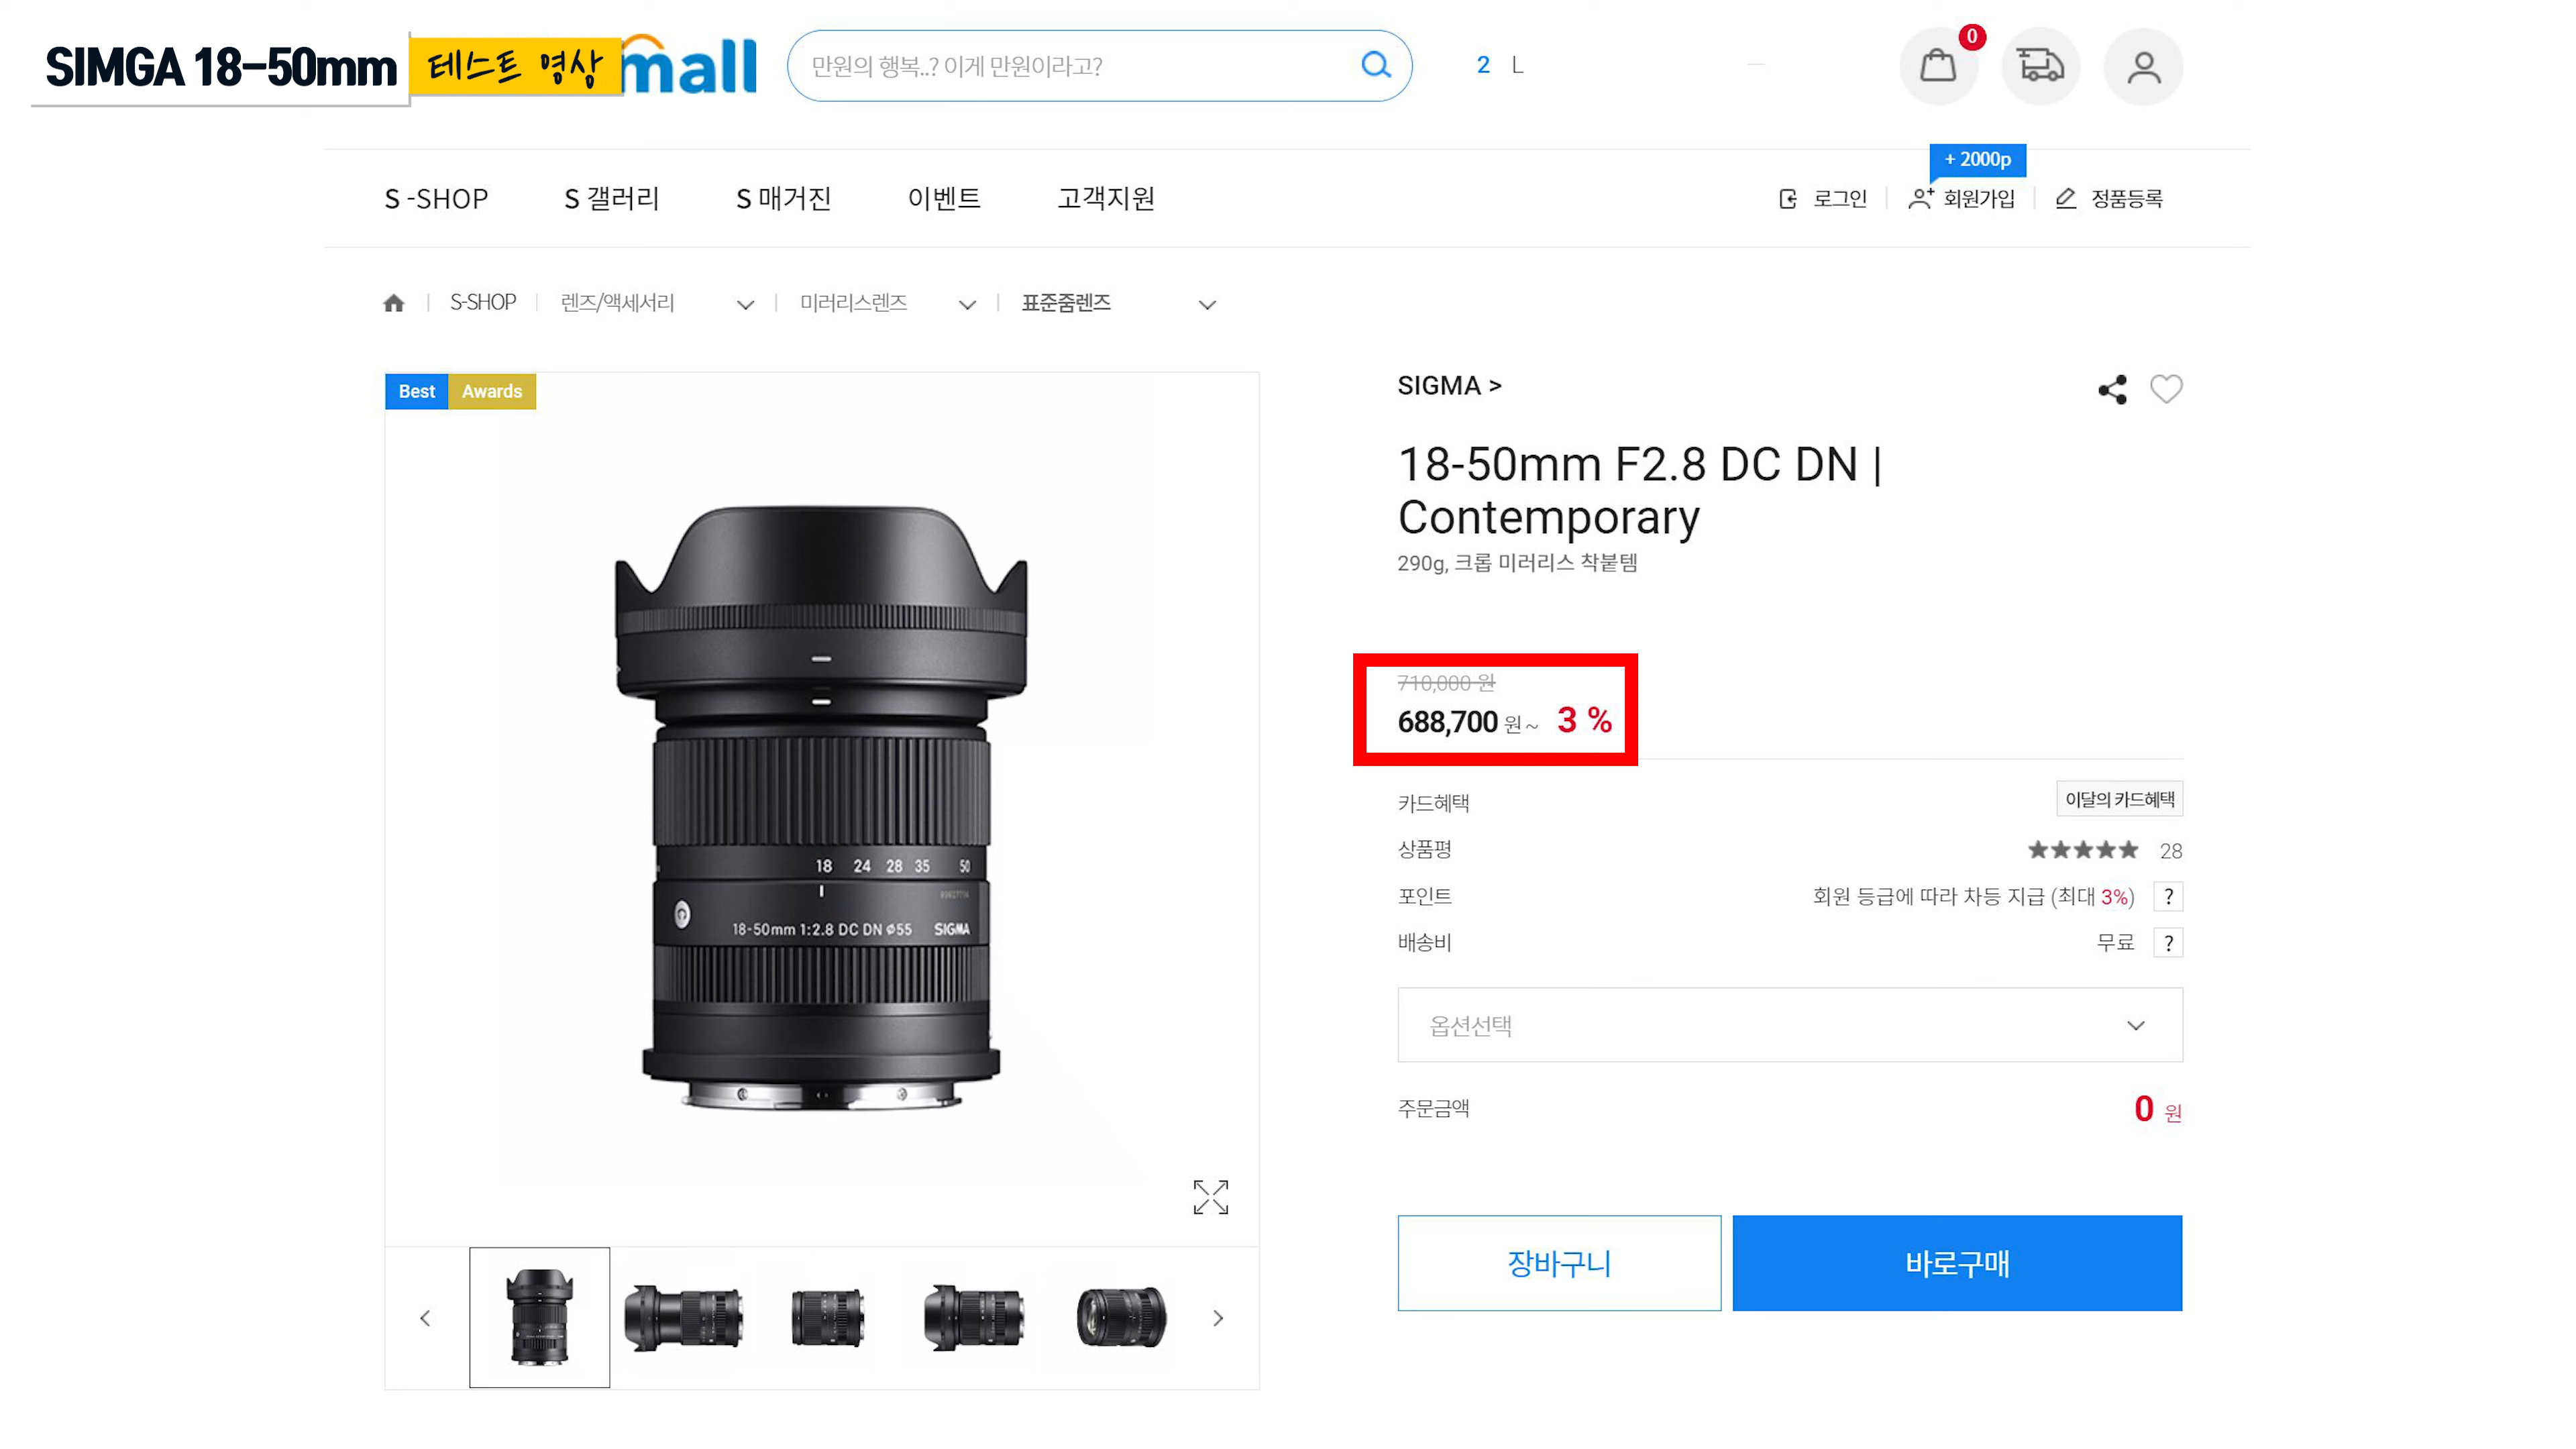 SIMGA 18-50mm 테스트 영상
mall
만원의 행복..? 이게 만원이라고?
2 L
0
+ 2000p
S -SHOP S 갤러리 S 매거진 이벤트 고객지원
로그인 회원가입 정품등록
S-SHOP 렌즈/액세서리 미러리스렌즈 표준줌렌즈
Best Awards
SIGMA >
18-50mm F2.8 DC DN |
Contemporary
290g, 크롭 미러리스 착붙템
710,000 원
688,700 원 ~ 3 %
카드혜택 이달의 카드혜택
상품평 ★★★★★ 28
포인트 회원 등급에 따라 차등 지급 (최대 3%) ?
배송비 무료 ?
옵션선택
주문금액 0 원
장바구니 바로구매
18 24 28 35 50
C
18-50mm 1:2.8 DC DN ø55 SIGMA